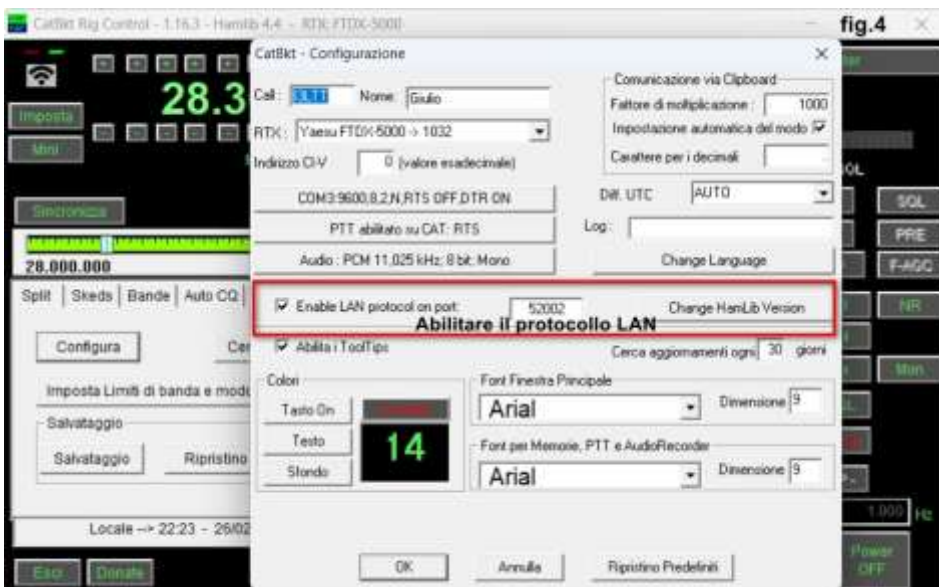 CatBkt Rig Control - 1.16.3 - Hamlib 4.4 - RTX: FTDX-5000
fig.4
CatBkt - Configurazione
28.3
Imposta
Mini
Sincronizza
28.000.000
Split
Skeds
Bande
Auto CQ
Configura
Imposta Limiti di banda e modo
Salvataggio
Salvataggio
Ripristino
Locale --> 22:23 - 26/02
Esci
Donate
Call :
Nome:
Giulio
RTX :
Yaesu FTDX-5000 -> 1032
Indirizzo CI-V
0
(valore esadecimale)
COM3:9600,8,2,N,RTS OFF,DTR ON
PTT abilitato su CAT: RTS
Audio : PCM 11,025 kHz; 8 bit; Mono
Comunicazione via Clipboard
Fattore di moltiplicazione :
1000
Impostazione automatica del modo
Carattere per i decimali
Diff. UTC
AUTO
Log :
Change Language
Enable LAN protocol on port:
52002
Change HamLib Version
Abilitare il protocollo LAN
Abilita i ToolTips
Cerca aggiornamenti ogni
30
giorni
Colori
Tasto On
Testo
Sfondo
14
Font Finestra Principale
Arial
Dimensione
9
Font per Memorie, PTT e AudioRecorder
Arial
Dimensione
9
OK
Annulla
Ripristino Predefiniti
SQL
PRE
F-AGC
NR
Mon
1.000
Hz
Power
OFF